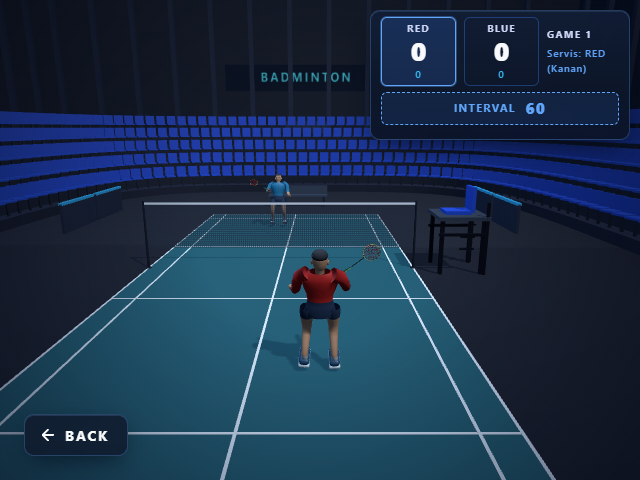 RED
BLUE
GAME 1
0
0
Servis: RED
(Kanan)
0
0
INTERVAL 60
BADMINTON
BACK